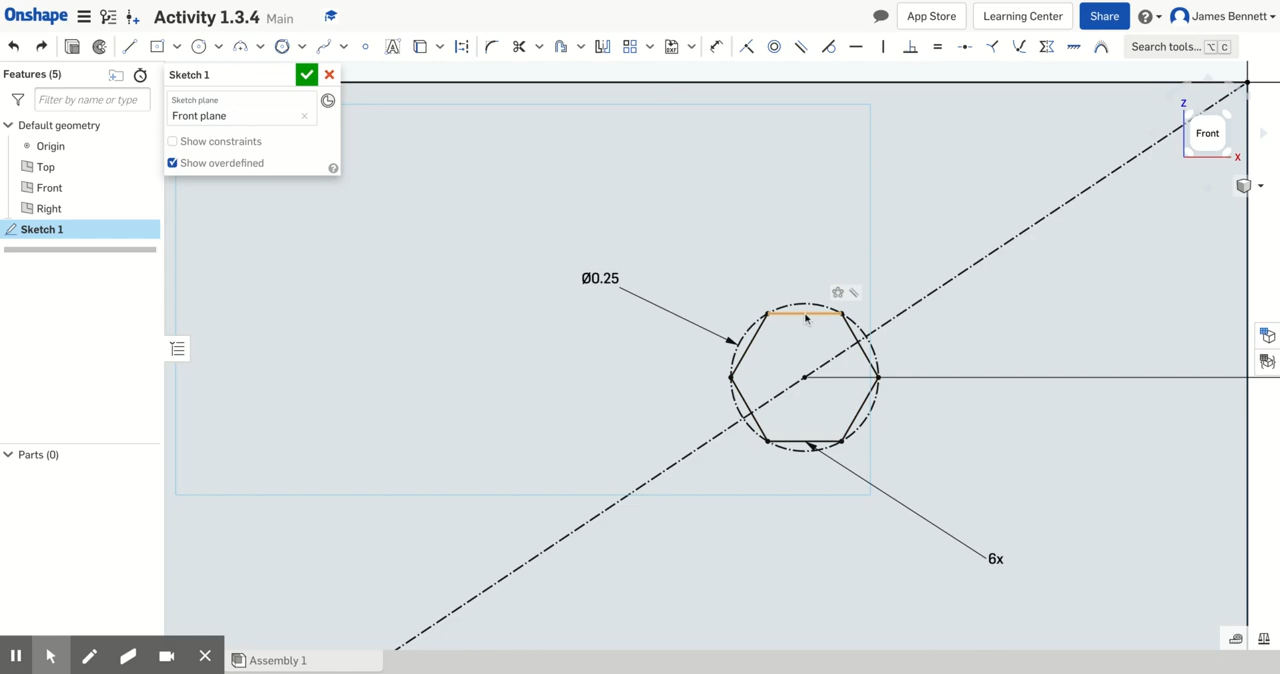 Onshape Activity 1.3.4 Main App Store Learning Center Share James Bennett
Search tools... ⌥ C
Features (5)
Filter by name or type
Default geometry
Origin
Top
Front
Right
Sketch 1
Parts (0)
Sketch 1
Sketch plane
Front plane
Show constraints
Show overdefined
Z
Front
X
Ø0.25
6x
Assembly 1